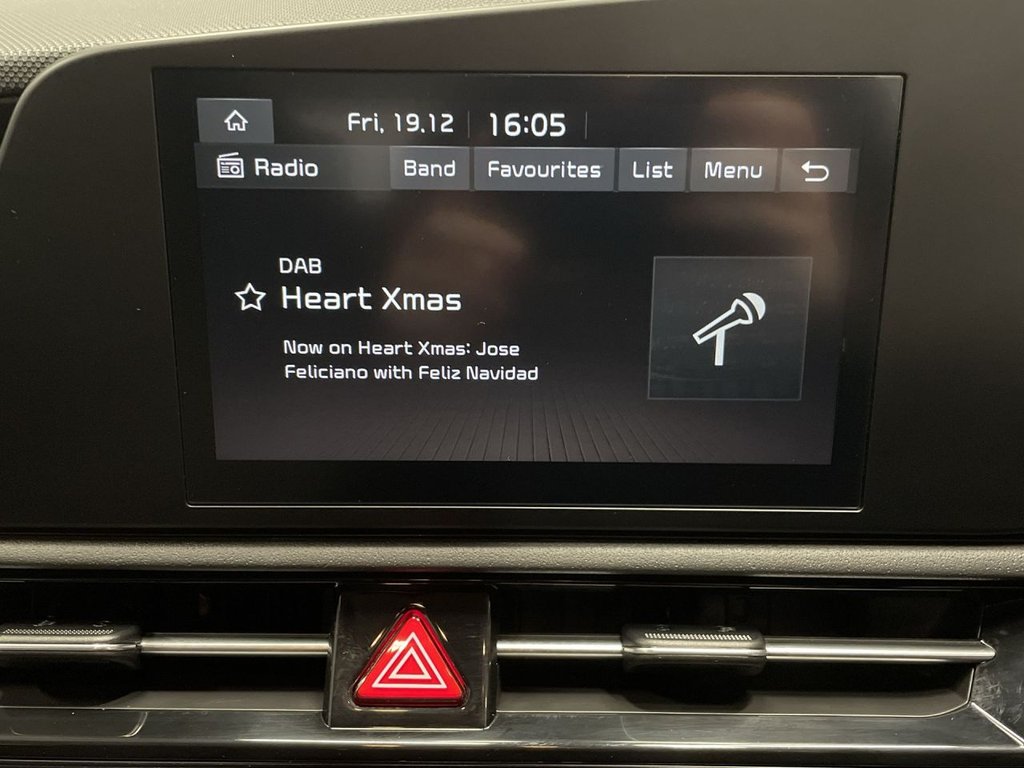 Fri, 19.12 16:05
Radio Band Favourites List Menu
DAB
Heart Xmas
Now on Heart Xmas: Jose
Feliciano with Feliz Navidad